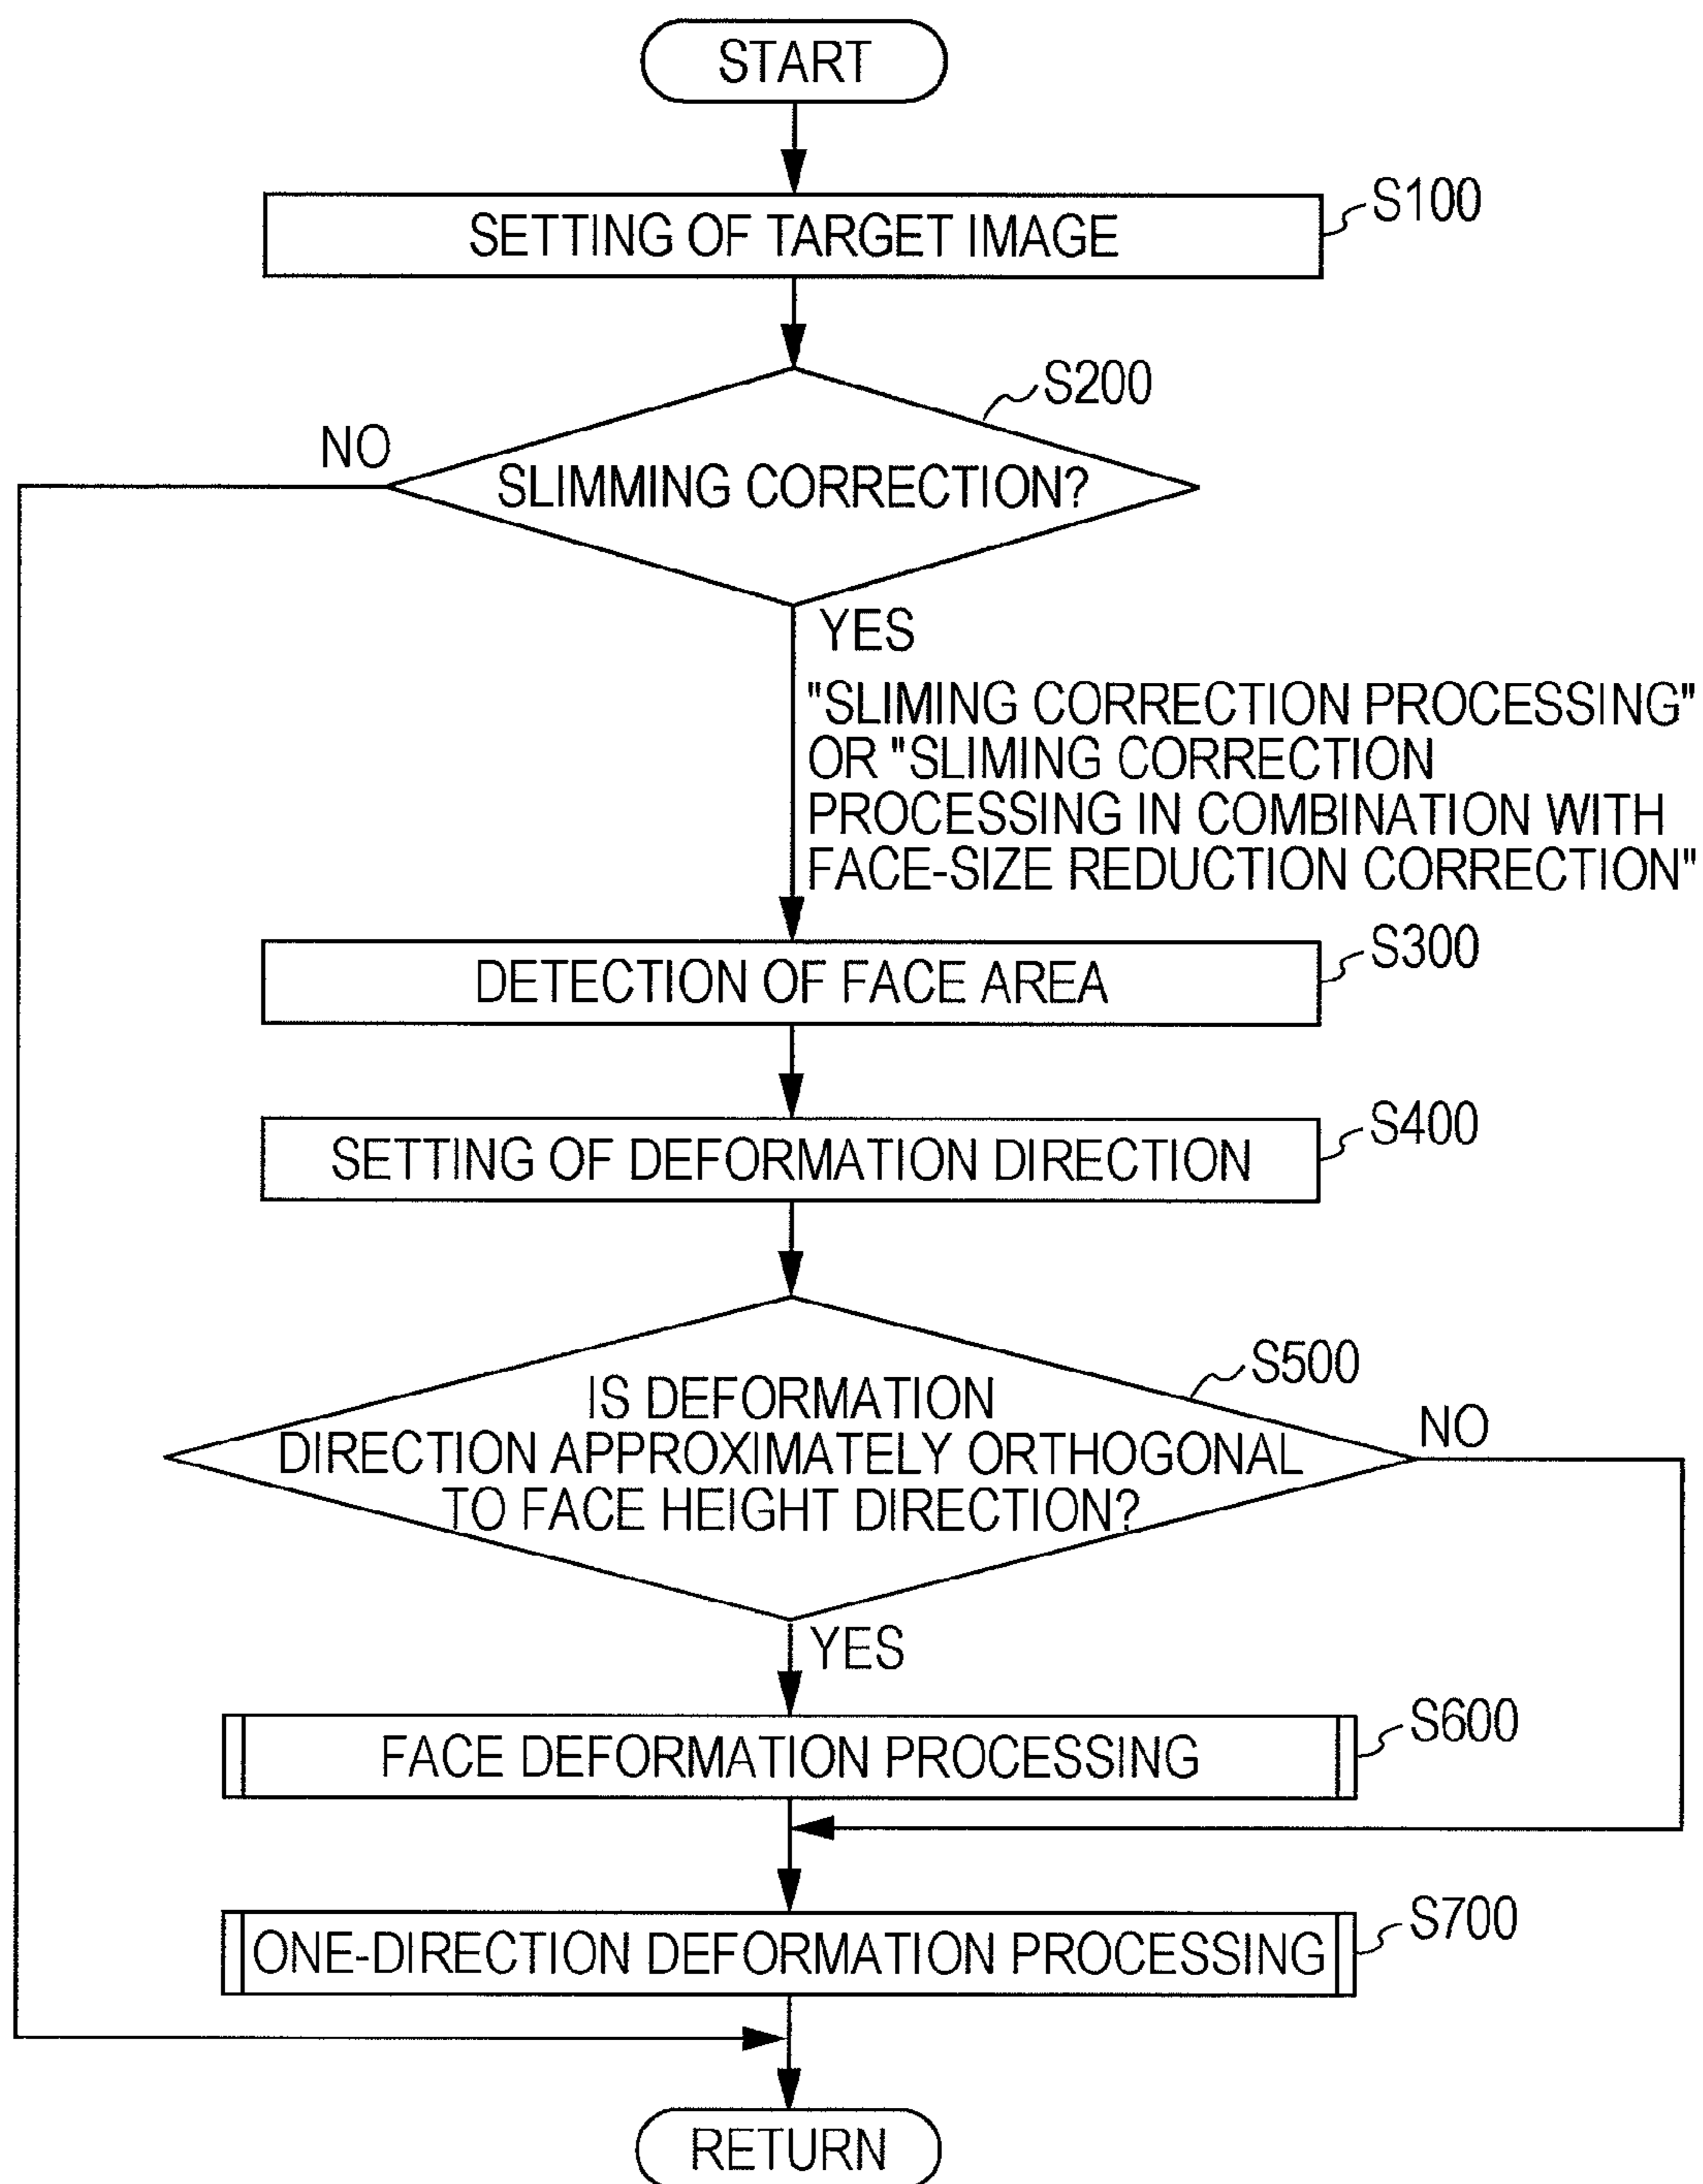 START
SETTING OF TARGET IMAGE
S100
S200
NO
SLIMMING CORRECTION?
YES
"SLIMING CORRECTION PROCESSING"
OR "SLIMING CORRECTION
PROCESSING IN COMBINATION WITH
FACE-SIZE REDUCTION CORRECTION"
DETECTION OF FACE AREA
S300
SETTING OF DEFORMATION DIRECTION
S400
S500
IS DEFORMATION
DIRECTION APPROXIMATELY ORTHOGONAL
TO FACE HEIGHT DIRECTION?
NO
YES
FACE DEFORMATION PROCESSING
S600
ONE-DIRECTION DEFORMATION PROCESSING
S700
RETURN